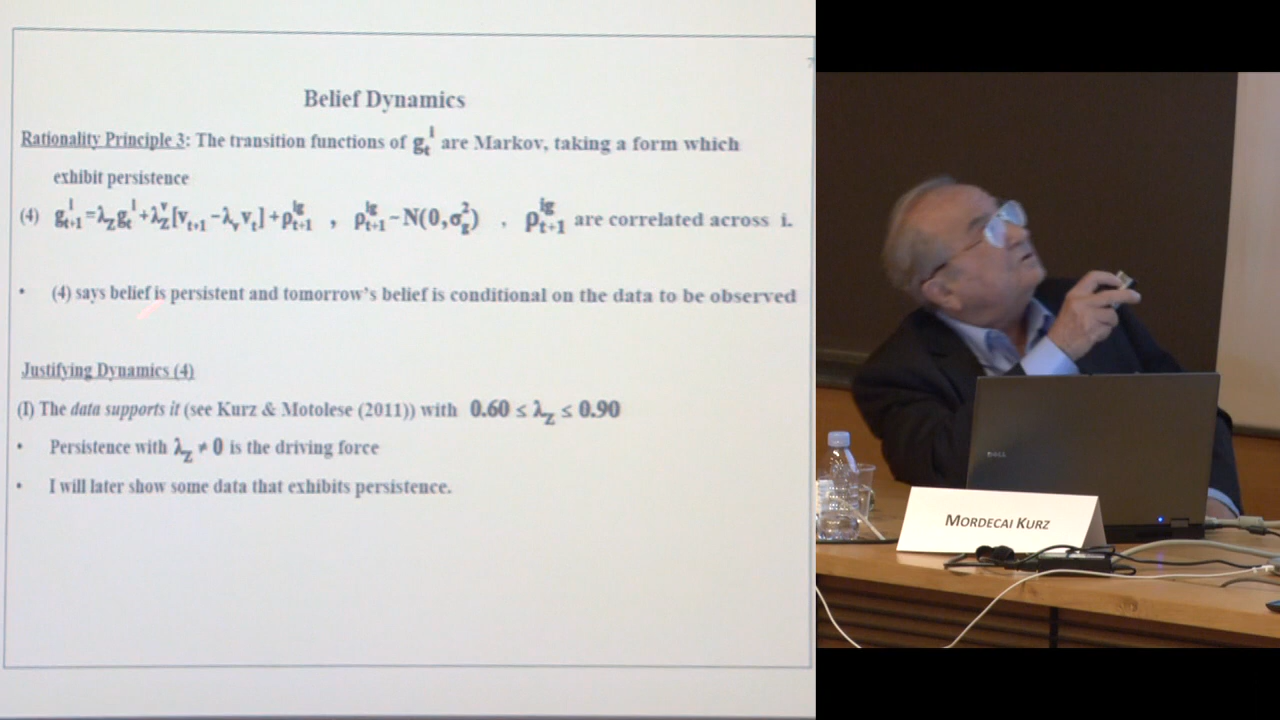 7
Belief Dynamics
Rationality Principle 3: The transition functions of g_t^i are Markov, taking a form which
exhibit persistence
(4) g_{t+1}^i = λ_Z g_t^i + λ_Z^v [v_{t+1} - λ_v v_t] + ρ_{t+1}^{ig} , ρ_{t+1}^{ig} ~ N(0, σ_g^2) , ρ_{t+1}^{ig} are correlated across i.
• (4) says belief is persistent and tomorrow's belief is conditional on the data to be observed
Justifying Dynamics (4)
(I) The data supports it (see Kurz & Motolese (2011)) with 0.60 ≤ λ_Z ≤ 0.90
• Persistence with λ_Z ≠ 0 is the driving force
• I will later show some data that exhibits persistence.
DELL
MORDECAI KURZ